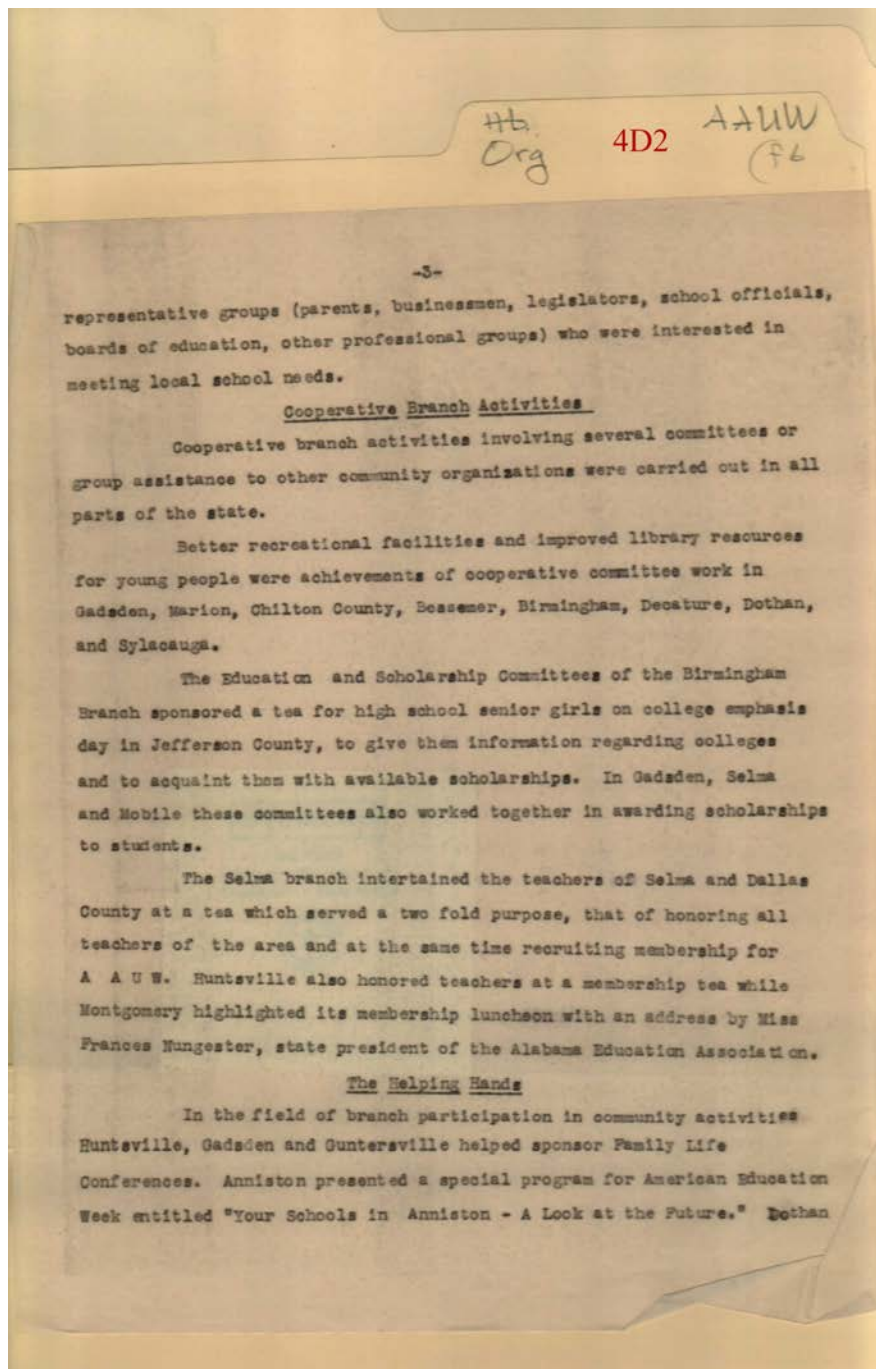 Hb. AAUW
Org 4D2 (f6
-3-
representative groups (parents, businessmen, legislators, school officials,
boards of education, other professional groups) who were interested in
meeting local school needs.
Cooperative Branch Activities
Cooperative branch activities involving several committees or
group assistance to other community organizations were carried out in all
parts of the state.
Better recreational facilities and improved library resources
for young people were achievements of cooperative committee work in
Gadsden, Marion, Chilton County, Bessemer, Birmingham, Decature, Dothan,
and Sylacauga.
The Education and Scholarship Committees of the Birmingham
Branch sponsored a tea for high school senior girls on college emphasis
day in Jefferson County, to give them information regarding colleges
and to acquaint them with available scholarships. In Gadsden, Selma
and Mobile these committees also worked together in awarding scholarships
to students.
The Selma branch intertained the teachers of Selma and Dallas
County at a tea which served a two fold purpose, that of honoring all
teachers of the area and at the same time recruiting membership for
A A U W. Huntsville also honored teachers at a membership tea while
Montgomery highlighted its membership luncheon with an address by Miss
Frances Nungester, state president of the Alabama Education Association.
The Helping Hands
In the field of branch participation in community activities
Huntsville, Gadsden and Guntersville helped sponsor Family Life
Conferences. Anniston presented a special program for American Education
Week entitled "Your Schools in Anniston - A Look at the Future." Dothan